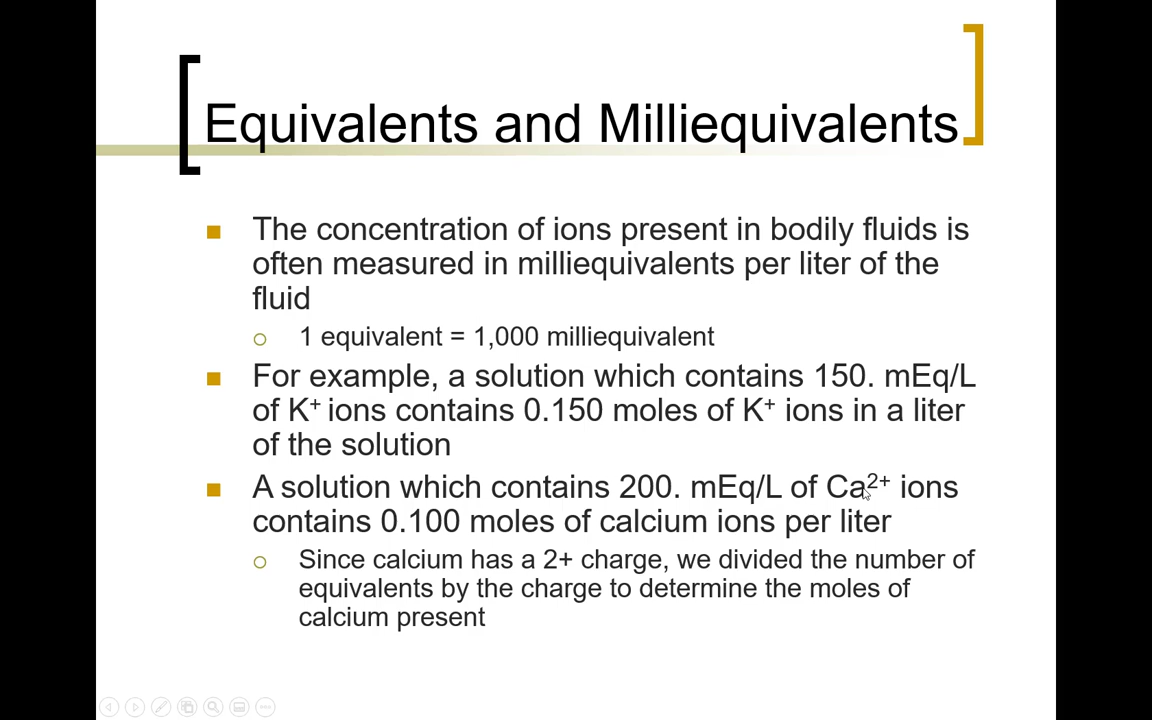 Equivalents and Milliequivalents
The concentration of ions present in bodily fluids is
often measured in milliequivalents per liter of the
fluid
1 equivalent = 1,000 milliequivalent
For example, a solution which contains 150. mEq/L
of K⁺ ions contains 0.150 moles of K⁺ ions in a liter
of the solution
A solution which contains 200. mEq/L of Ca²⁺ ions
contains 0.100 moles of calcium ions per liter
Since calcium has a 2+ charge, we divided the number of
equivalents by the charge to determine the moles of
calcium present